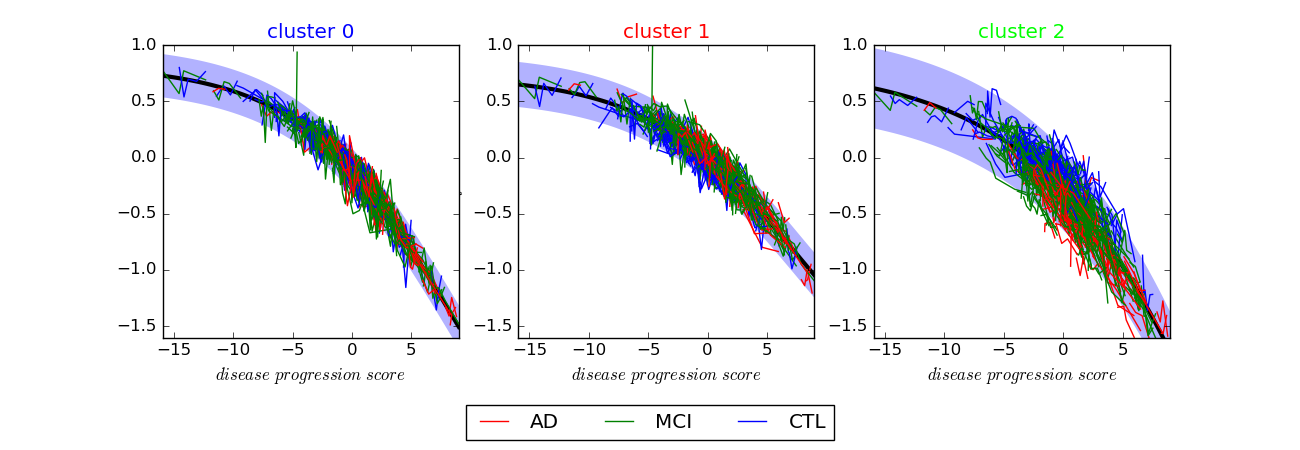 cluster 0 cluster 1 cluster 2
1.0 1.0 1.0
0.5 0.5 0.5
0.0 0.0 0.0
−0.5 −0.5 −0.5
−1.0 −1.0 −1.0
−1.5 −1.5 −1.5
−15 −10 −5 0 5 −15 −10 −5 0 5 −15 −10 −5 0 5
disease progression score disease progression score disease progression score
AD MCI CTL